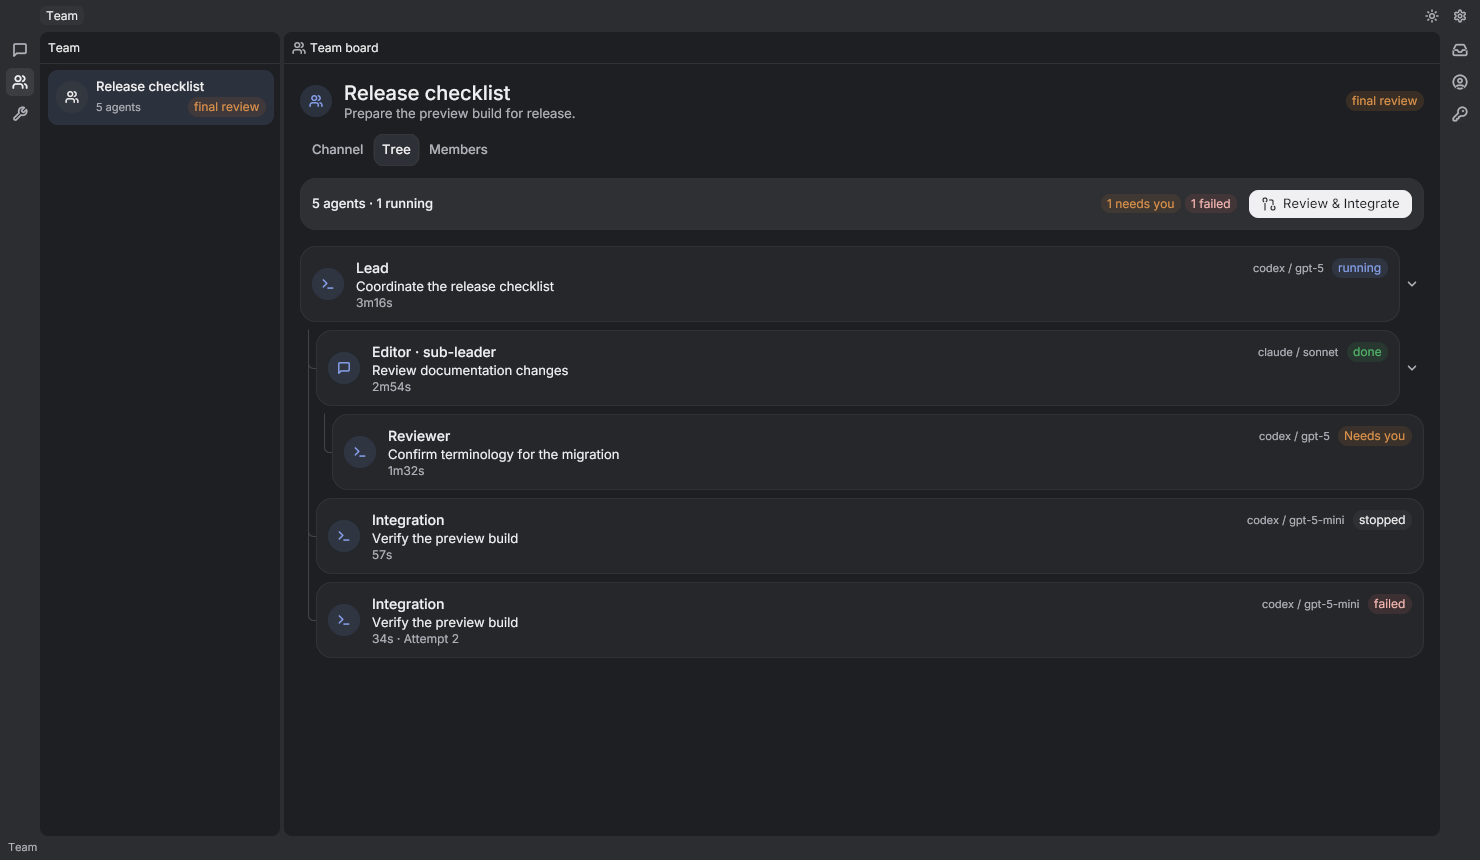 Team
Team
Release checklist
5 agents
final review
Team board
Release checklist
Prepare the preview build for release.
final review
Channel
Tree
Members
5 agents · 1 running
1 needs you
1 failed
Review & Integrate
Lead
codex / gpt-5
running
Coordinate the release checklist
3m16s
Editor · sub-leader
claude / sonnet
done
Review documentation changes
2m54s
Reviewer
codex / gpt-5
Needs you
Confirm terminology for the migration
1m32s
Integration
codex / gpt-5-mini
stopped
Verify the preview build
57s
Integration
codex / gpt-5-mini
failed
Verify the preview build
34s · Attempt 2
Team